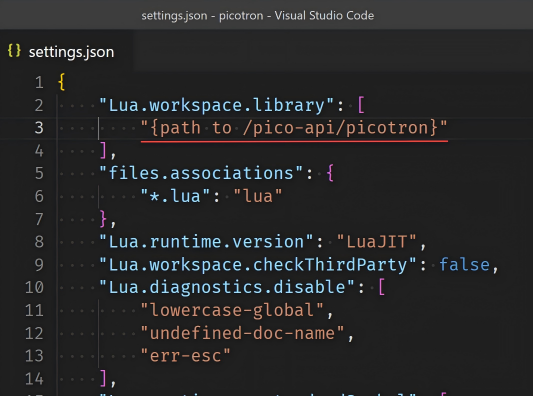 settings.json - picotron - Visual Studio Code
{} settings.json
1 {
2 "Lua.workspace.library": [
3 "{path to /pico-api/picotron}"
4 ],
5 "files.associations": {
6 "*.lua": "lua"
7 },
8 "Lua.runtime.version": "LuaJIT",
9 "Lua.workspace.checkThirdParty": false,
10 "Lua.diagnostics.disable": [
11 "lowercase-global",
12 "undefined-doc-name",
13 "err-esc"
14 ],